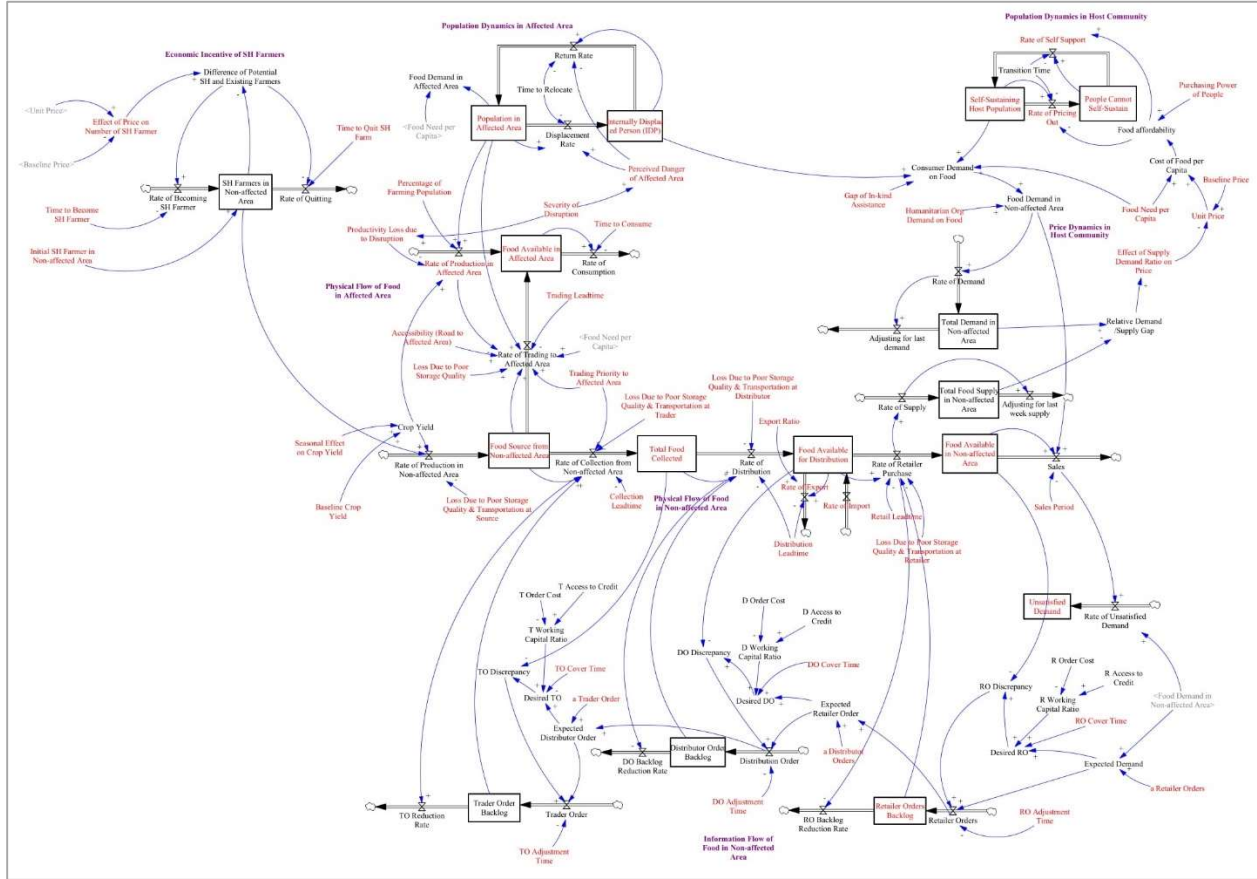 Population Dynamics in Affected Area
Population Dynamics in Host Community
Economic Incentive of SH Farmers
Return Rate
Rate of Self Support
Difference of Potential
SH and Existing Farmers
Food Demand in
Affected Area
Time to Relocate
Transition Time
Purchasing Power
of People
<Unit Price>
Effect of Price on
Number of SH Farmer
<Baseline Price>
Time to Quit SH
Farm
<Food Need per
Capita>
Population in
Affected Area
Displacement
Rate
Internally Displac
ed Person (IDP)
Self-Sustaining
Host Population
Rate of Pricing
Out
People Cannot
Self-Sustain
Food affordability
Cost of Food per
Capita
Baseline Price
SH Farmers in
Non-affected
Area
Rate of Becoming
SH Farmer
Rate of Quitting
Percentage of
Farming Population
Perceived Danger
of Affected Area
Consumer Demand
on Food
Gap of In-kind
Assistance
Humanitarian Org
Demand on Food
Food Demand in
Non-affected Area
Food Need per
Capita
Unit Price
Time to Become
SH Farmer
Initial SH Farmer in
Non-affected Area
Severity of
Disruption
Productivity Loss due
to Disruption
Time to Consume
Price Dynamics in
Host Community
Rate of Production in
Affected Area
Food Available in
Affected Area
Rate of
Consumption
Effect of Supply
Demand Ratio on
Price
Physical Flow of Food
in Affected Area
Trading Leadtime
Rate of Demand
Accessibility (Road to
Affected Area)
Rate of Trading to
Affected Area
<Food Need per
Capita>
Adjusting for last
demand
Total Demand in
Non-affected
Area
Relative Demand
/Supply Gap
Loss Due to Poor
Storage Quality
Trading Priority to
Affected Area
Loss Due to Poor Storage
Quality & Transportation at
Distributor
Loss Due to Poor Storage
Quality & Transportation at
Trader
Rate of Supply
Total Food Supply
in Non-affected
Area
Adjusting for last
week supply
Export Ratio
Seasonal Effect
on Crop Yield
Crop Yield
Rate of Production in
Non-affected Area
Food Source from
Non-affected Area
Rate of Collection from
Non-affected Area
Total Food
Collected
Rate of
Distribution
Food Available
for Distribution
Rate of Retailer
Purchase
Food Available
in Non-affected
Area
Sales
Baseline Crop
Yield
Loss Due to Poor Storage
Quality & Transportation at
Source
Collection
Leadtime
Physical Flow of Food
in Non-affected Area
Rate of Export
Rate of Import
Retail Leadtime
Sales Period
Distribution
Leadtime
Loss Due to Poor Storage
Quality & Transportation at
Retailer
T Order Cost
T Access to Credit
D Order Cost
D Access to
Credit
Unsatisfied
Demand
Rate of Unsatisfied
Demand
T Working
Capital Ratio
D Working
Capital Ratio
TO Discrepancy
TO Cover Time
DO Discrepancy
DO Cover Time
RO Discrepancy
R Order Cost
R Access to
Credit
R Working
Capital Ratio
<Food Demand in
Non-affected Area>
Desired TO
a Trader Order
Desired DO
Expected
Retailer Order
RO Cover Time
Expected
Distributor Order
Desired RO
Expected Demand
DO Backlog
Reduction Rate
Distributor Order
Backlog
Distribution Order
a Distributor
Orders
a Retailer Orders
TO Reduction
Rate
Trader Order
Backlog
Trader Order
DO Adjustment
Time
RO Backlog
Reduction Rate
Retailer Orders
Backlog
Retailer Orders
RO Adjustment
Time
TO Adjustment
Time
Information Flow of
Food in Non-affected
Area